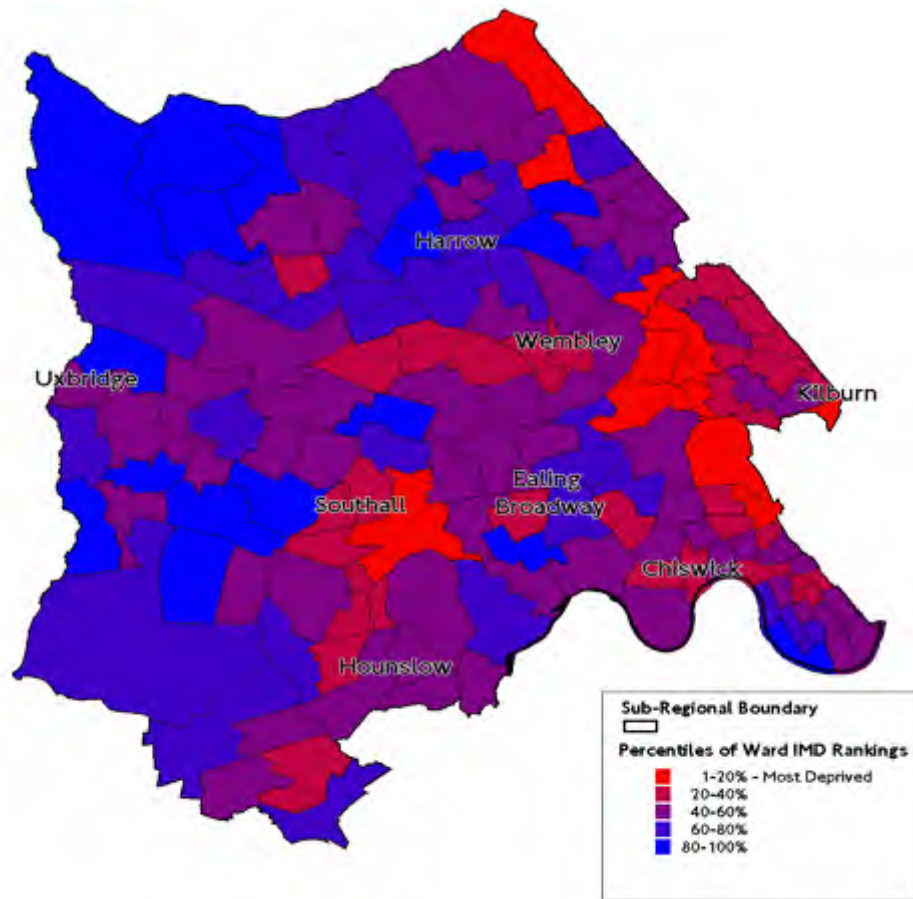 Harrow
Wembley
Uxbridge
Kilburn
Ealing
Broadway
Southall
Chiswick
Hounslow
Sub-Regional Boundary
Percentiles of Ward IMD Rankings
1-20% - Most Deprived
20-40%
40-60%
60-80%
80-100%